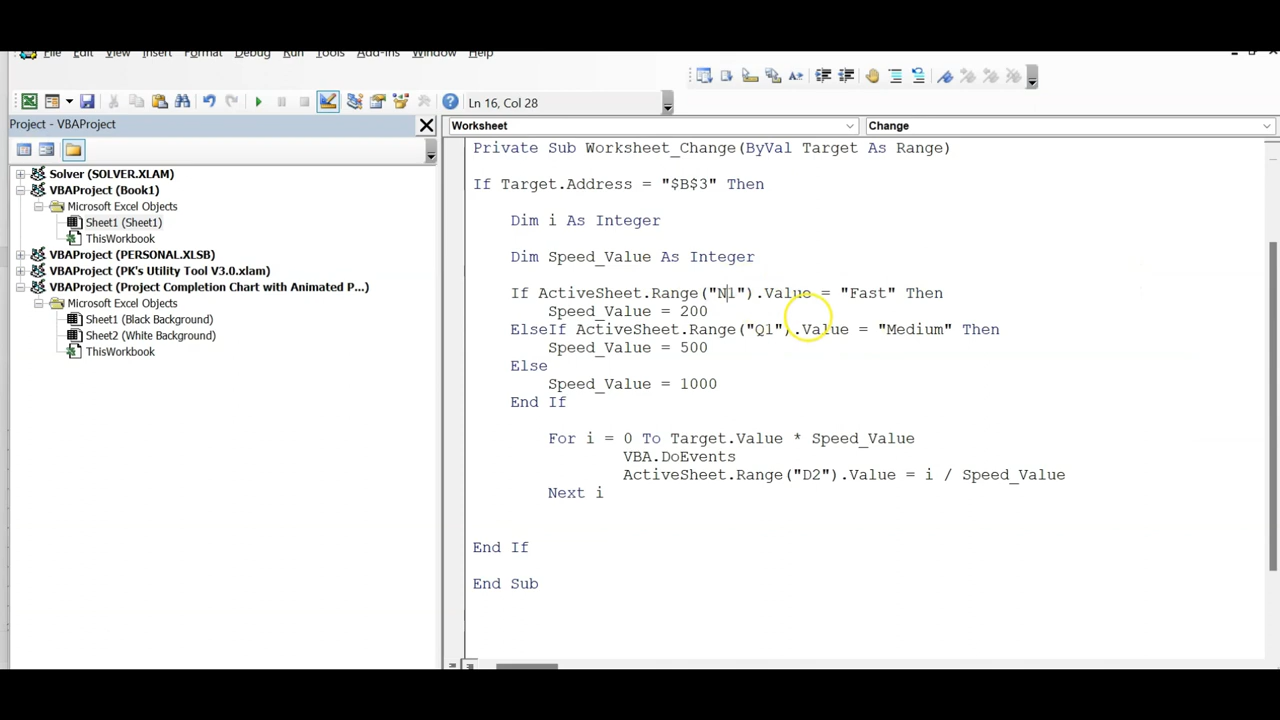 File Edit View Insert Format Debug Run Tools Add-Ins Window Help
Ln 16, Col 28
Project - VBAProject
Worksheet
Change
Solver (SOLVER.XLAM)
VBAProject (Book1)
Microsoft Excel Objects
Sheet1 (Sheet1)
ThisWorkbook
VBAProject (PERSONAL.XLSB)
VBAProject (PK's Utility Tool V3.0.xlam)
VBAProject (Project Completion Chart with Animated P...)
Microsoft Excel Objects
Sheet1 (Black Background)
Sheet2 (White Background)
ThisWorkbook
Private Sub Worksheet_Change(ByVal Target As Range)
If Target.Address = "$B$3" Then
Dim i As Integer
Dim Speed_Value As Integer
If ActiveSheet.Range("N1").Value = "Fast" Then
Speed_Value = 200
ElseIf ActiveSheet.Range("Q1").Value = "Medium" Then
Speed_Value = 500
Else
Speed_Value = 1000
End If
For i = 0 To Target.Value * Speed_Value
VBA.DoEvents
ActiveSheet.Range("D2").Value = i / Speed_Value
Next i
End If
End Sub